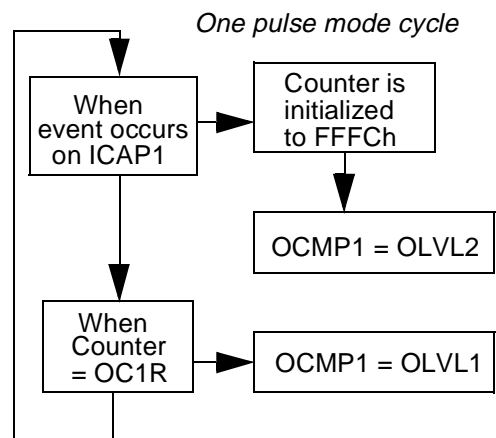 One pulse mode cycle
When
event occurs
on ICAP1
Counter is
initialized
to FFFCh
OCMP1 = OLVL2
When
Counter
= OC1R
OCMP1 = OLVL1